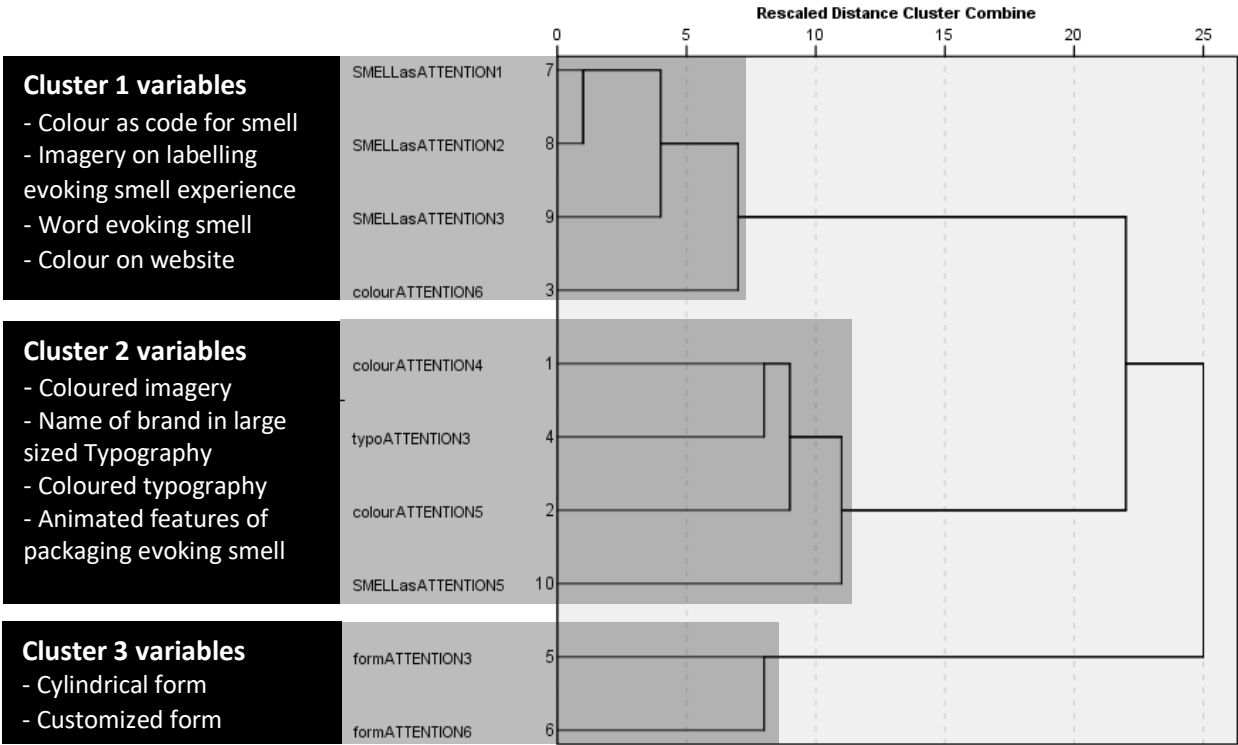 Rescaled Distance Cluster Combine
0 5 10 15 20 25
Cluster 1 variables
- Colour as code for smell
- Imagery on labelling
evoking smell experience
- Word evoking smell
- Colour on website
SMELLasATTENTION1 7
SMELLasATTENTION2 8
SMELLasATTENTION3 9
colourATTENTION6 3
Cluster 2 variables
- Coloured imagery
- Name of brand in large
sized Typography
- Coloured typography
- Animated features of
packaging evoking smell
colourATTENTION4 1
typoATTENTION3 4
colourATTENTION5 2
SMELLasATTENTION5 10
Cluster 3 variables
- Cylindrical form
- Customized form
formATTENTION3 5
formATTENTION6 6